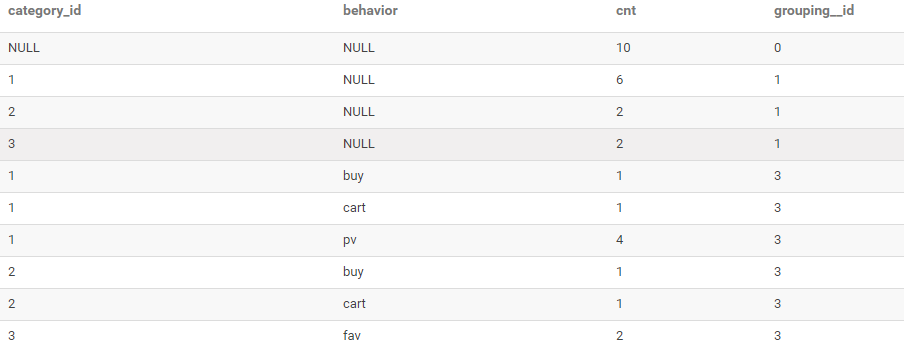 category_id behavior cnt grouping__id
NULL NULL 10 0
1 NULL 6 1
2 NULL 2 1
3 NULL 2 1
1 buy 1 3
1 cart 1 3
1 pv 4 3
2 buy 1 3
2 cart 1 3
3 fav 2 3